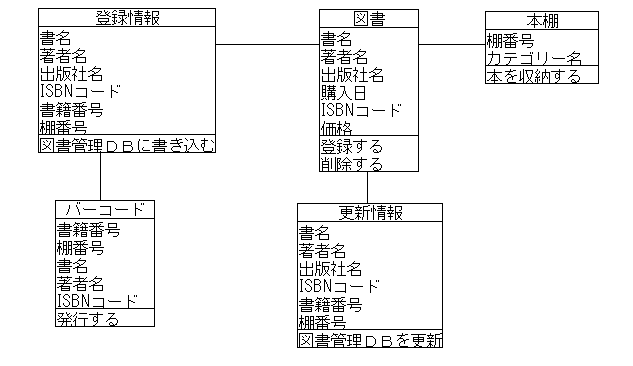 登録情報
書名
著者名
出版社名
ISBNコード
書籍番号
棚番号
図書管理ＤＢに書き込む
図書
書名
著者名
出版社名
購入日
ISBNコード
価格
登録する
削除する
本棚
棚番号
カテゴリー名
本を収納する
バーコード
書籍番号
棚番号
書名
著者名
ISBNコード
発行する
更新情報
書名
著者名
出版社名
ISBNコード
書籍番号
棚番号
図書管理ＤＢを更新